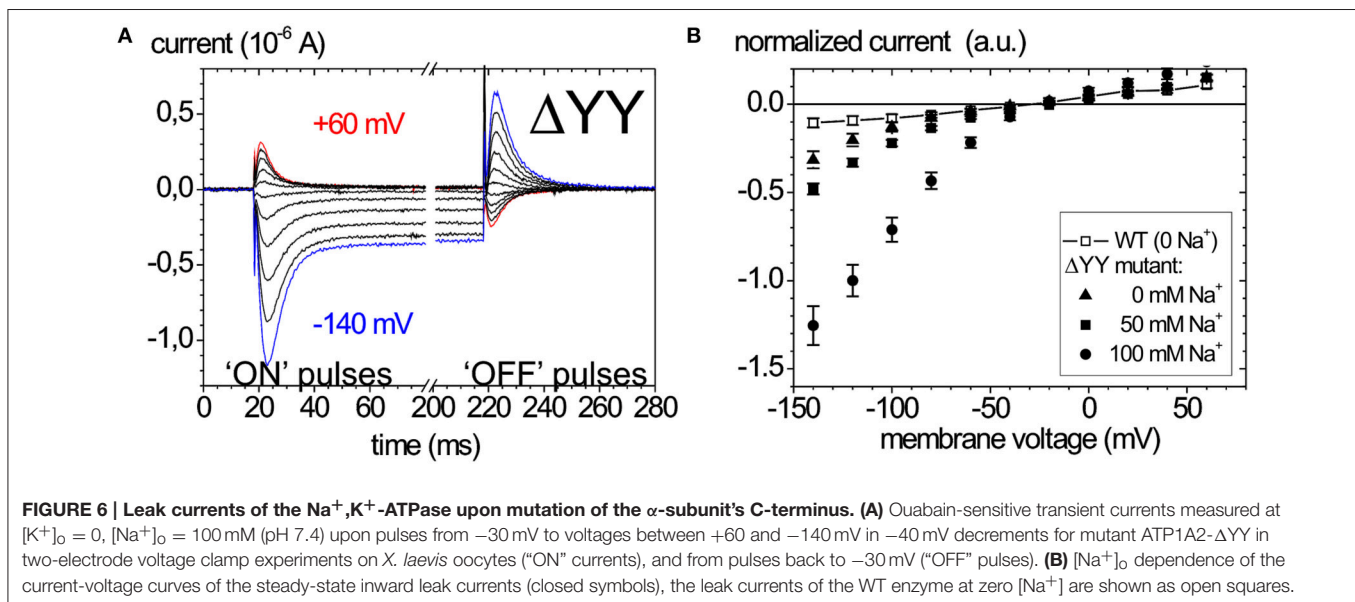 A current (10⁻⁶ A)
0,5
0,0
-0,5
-1,0
+60 mV
ΔYY
-140 mV
'ON' pulses
'OFF' pulses
0 20 40 60 200 220 240 260 280
time (ms)
B normalized current (a.u.)
0.0
-0.5
-1.0
-1.5
WT (0 Na⁺)
ΔYY mutant:
0 mM Na⁺
50 mM Na⁺
100 mM Na⁺
-150 -100 -50 0 50
membrane voltage (mV)
FIGURE 6 | Leak currents of the Na⁺,K⁺-ATPase upon mutation of the α-subunit's C-terminus. (A) Ouabain-sensitive transient currents measured at
[K⁺]ₒ = 0, [Na⁺]ₒ = 100 mM (pH 7.4) upon pulses from −30 mV to voltages between +60 and −140 mV in −40 mV decrements for mutant ATP1A2-ΔYY in
two-electrode voltage clamp experiments on X. laevis oocytes ("ON" currents), and from pulses back to −30 mV ("OFF" pulses). (B) [Na⁺]ₒ dependence of the
current-voltage curves of the steady-state inward leak currents (closed symbols), the leak currents of the WT enzyme at zero [Na⁺] are shown as open squares.